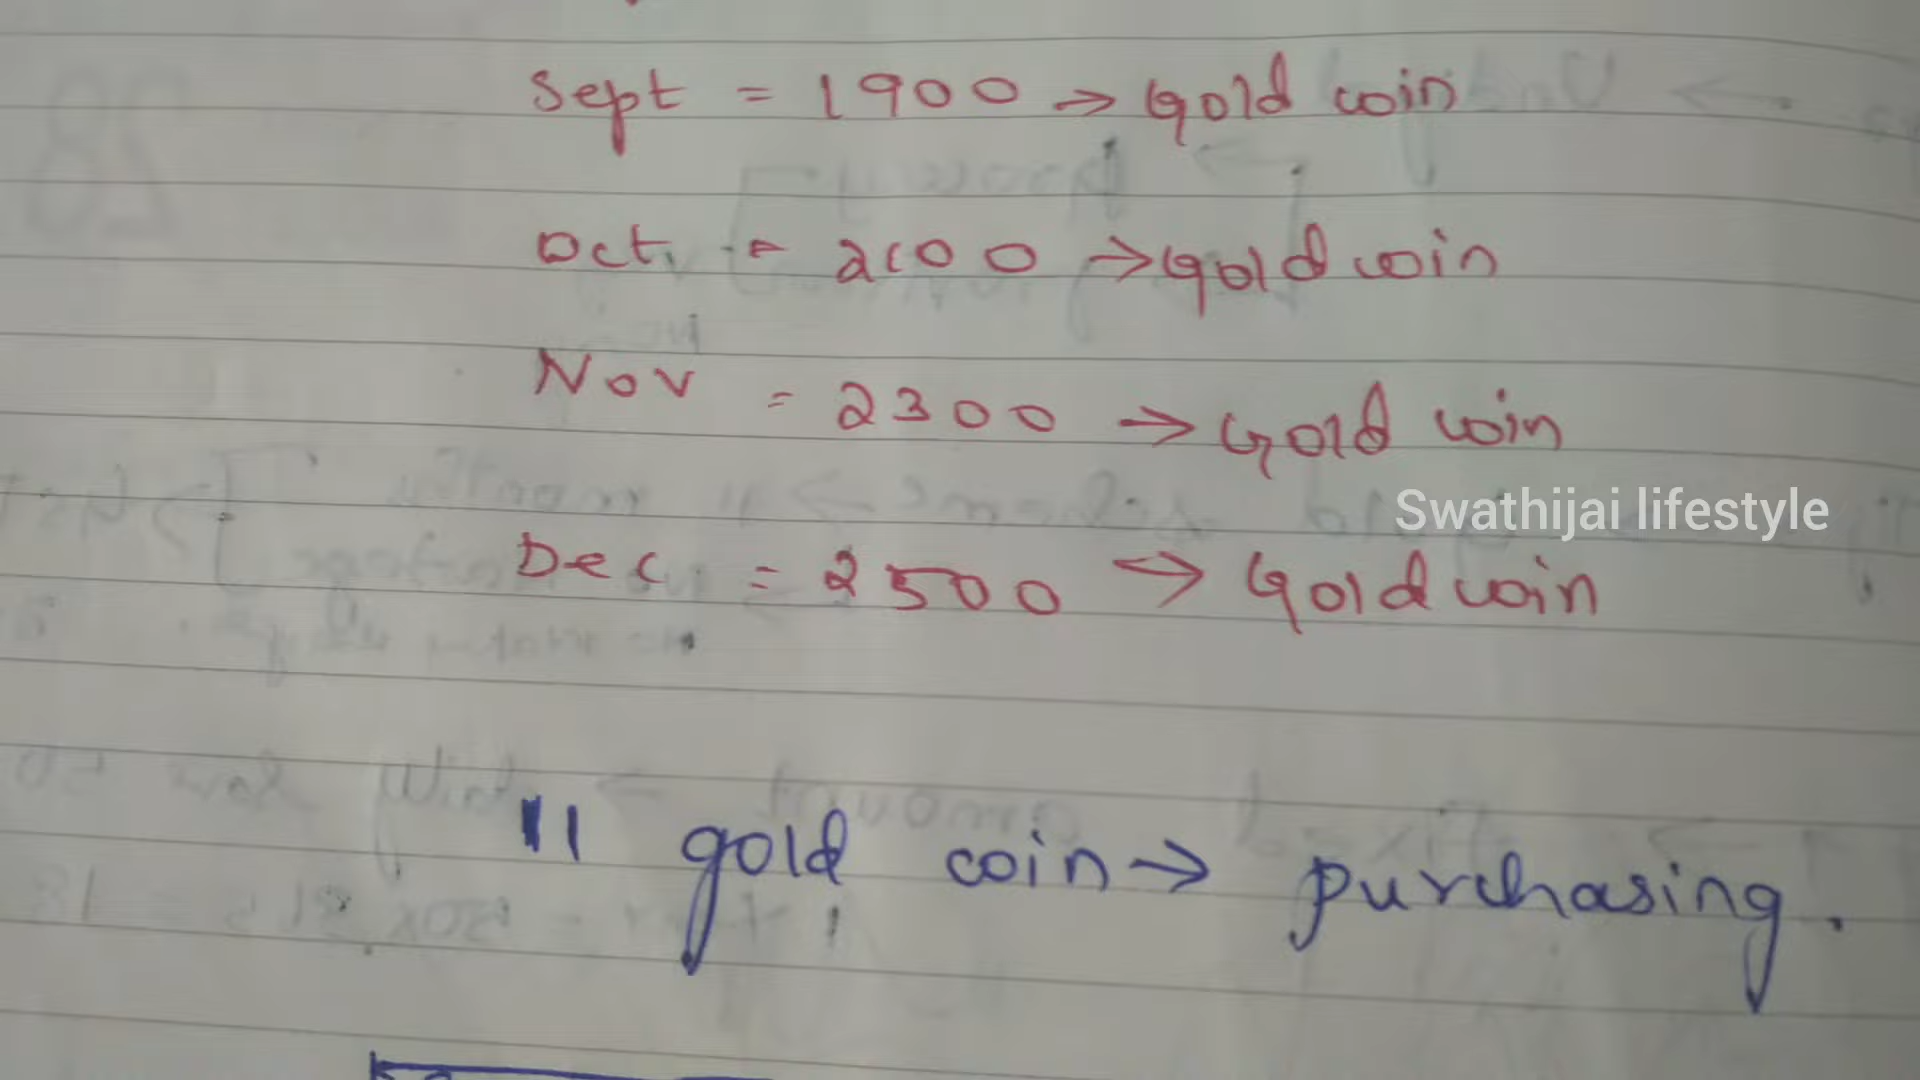 Sept = 1900 → Gold coin
Oct. = 2100 → Gold coin
Nov = 2300 → Gold coin
Swathijai lifestyle
Dec = 2500 → Gold coin
11 gold coin → purchasing.